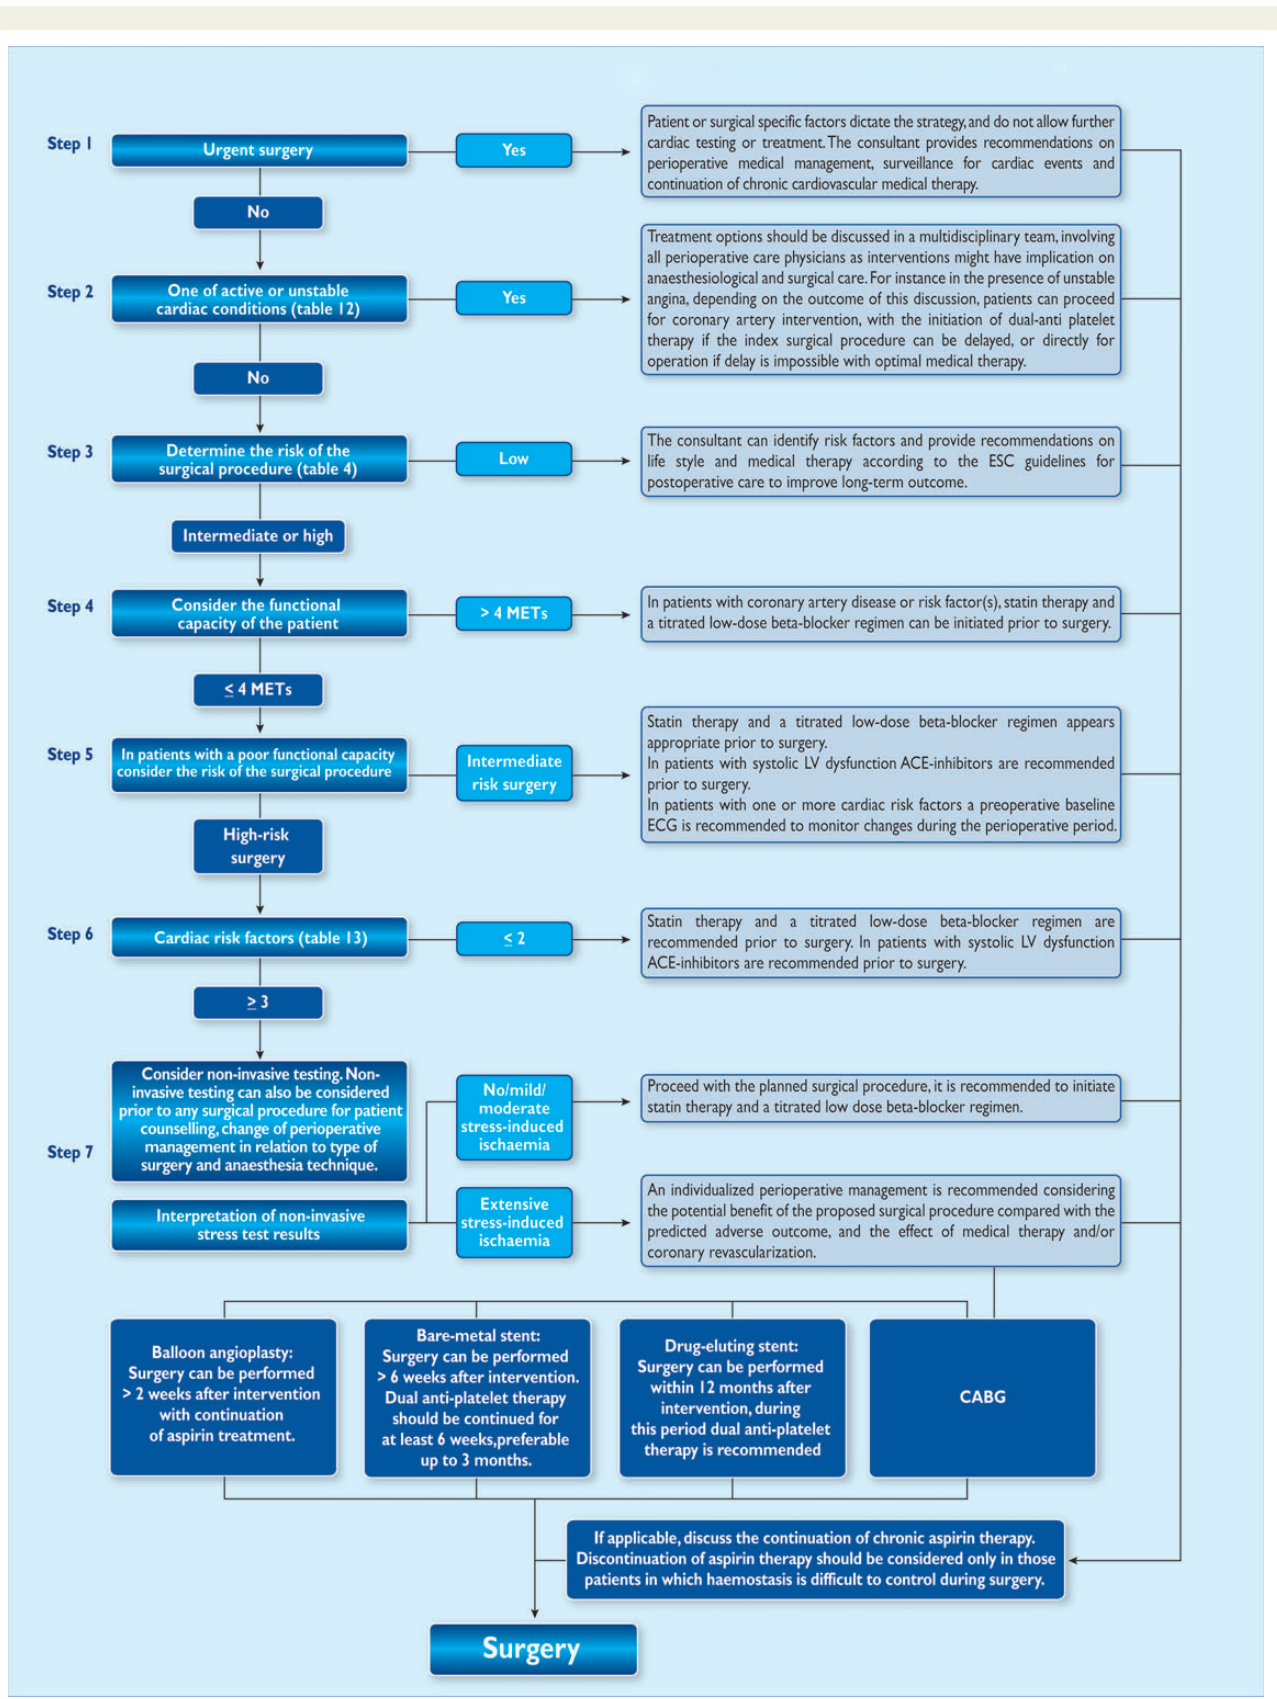 Step 1
Urgent surgery
Yes
Patient or surgical specific factors dictate the strategy, and do not allow further
cardiac testing or treatment. The consultant provides recommendations on
perioperative medical management, surveillance for cardiac events and
continuation of chronic cardiovascular medical therapy.
No
Step 2
One of active or unstable
cardiac conditions (table 12)
Yes
Treatment options should be discussed in a multidisciplinary team, involving
all perioperative care physicians as interventions might have implication on
anaesthesiological and surgical care. For instance in the presence of unstable
angina, depending on the outcome of this discussion, patients can proceed
for coronary artery intervention, with the initiation of dual-anti platelet
therapy if the index surgical procedure can be delayed, or directly for
operation if delay is impossible with optimal medical therapy.
No
Step 3
Determine the risk of the
surgical procedure (table 4)
Low
The consultant can identify risk factors and provide recommendations on
life style and medical therapy according to the ESC guidelines for
postoperative care to improve long-term outcome.
Intermediate or high
Step 4
Consider the functional
capacity of the patient
> 4 METs
In patients with coronary artery disease or risk factor(s), statin therapy and
a titrated low-dose beta-blocker regimen can be initiated prior to surgery.
≤ 4 METs
Step 5
In patients with a poor functional capacity
consider the risk of the surgical procedure
Intermediate
risk surgery
Statin therapy and a titrated low-dose beta-blocker regimen appears
appropriate prior to surgery.
In patients with systolic LV dysfunction ACE-inhibitors are recommended
prior to surgery.
In patients with one or more cardiac risk factors a preoperative baseline
ECG is recommended to monitor changes during the perioperative period.
High-risk
surgery
Step 6
Cardiac risk factors (table 13)
≤ 2
Statin therapy and a titrated low-dose beta-blocker regimen are
recommended prior to surgery. In patients with systolic LV dysfunction
ACE-inhibitors are recommended prior to surgery.
≥ 3
Step 7
Consider non-invasive testing. Non-
invasive testing can also be considered
prior to any surgical procedure for patient
counselling, change of perioperative
management in relation to type of
surgery and anaesthesia technique.
No/mild/
moderate
stress-induced
ischaemia
Proceed with the planned surgical procedure, it is recommended to initiate
statin therapy and a titrated low dose beta-blocker regimen.
Interpretation of non-invasive
stress test results
Extensive
stress-induced
ischaemia
An individualized perioperative management is recommended considering
the potential benefit of the proposed surgical procedure compared with the
predicted adverse outcome, and the effect of medical therapy and/or
coronary revascularization.
Balloon angioplasty:
Surgery can be performed
> 2 weeks after intervention
with continuation
of aspirin treatment.
Bare-metal stent:
Surgery can be performed
> 6 weeks after intervention.
Dual anti-platelet therapy
should be continued for
at least 6 weeks,preferable
up to 3 months.
Drug-eluting stent:
Surgery can be performed
within 12 months after
intervention, during
this period dual anti-platelet
therapy is recommended
CABG
If applicable, discuss the continuation of chronic aspirin therapy.
Discontinuation of aspirin therapy should be considered only in those
patients in which haemostasis is difficult to control during surgery.
Surgery